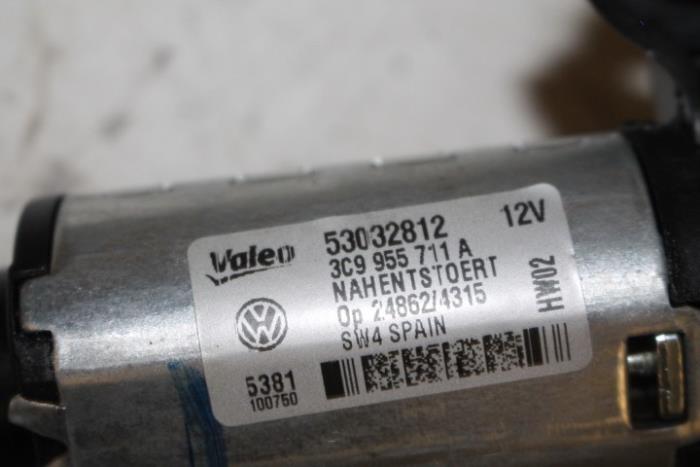 Valeo 53032812 12V
3C9 955 711 A
NAHENTSTOERT
Op 24862/4315
SW4 SPAIN
HW02
5381
100750